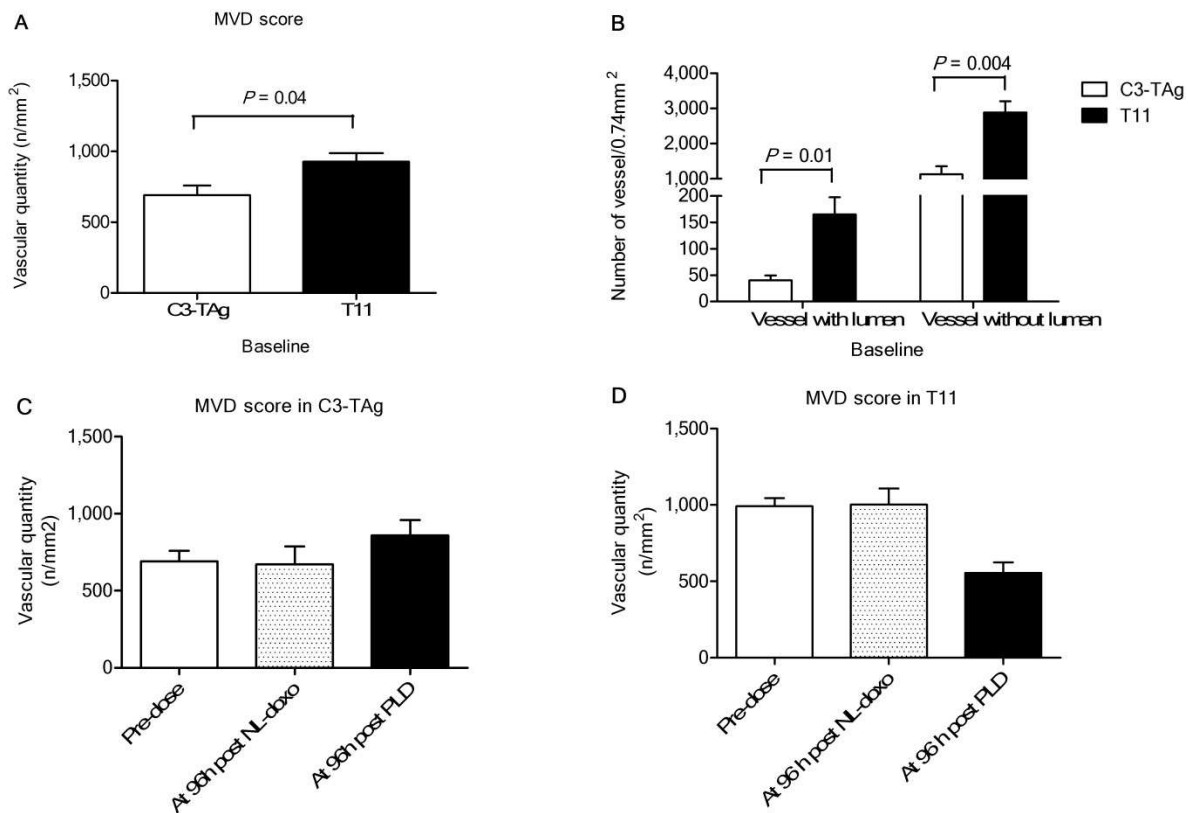 A
MVD score
Vascular quantity (n/mm²)
1,500
1,000
500
0
P = 0.04
C3-TAg T11
Baseline
B
Number of vessel/0.74mm²
4,000
3,000
2,000
1,000
200
150
100
50
0
P = 0.01
P = 0.004
C3-TAg
T11
Vessel with lumen Vessel without lumen
Baseline
C
MVD score in C3-TAg
Vascular quantity
(n/mm2)
1,500
1,000
500
0
Pre-dose
At 96h post NL-doxo
At 96h post PLD
D
MVD score in T11
Vascular quantity
(n/mm²)
1,500
1,000
500
0
Pre-dose
At 96 h post NL-doxo
At 96 h post PLD